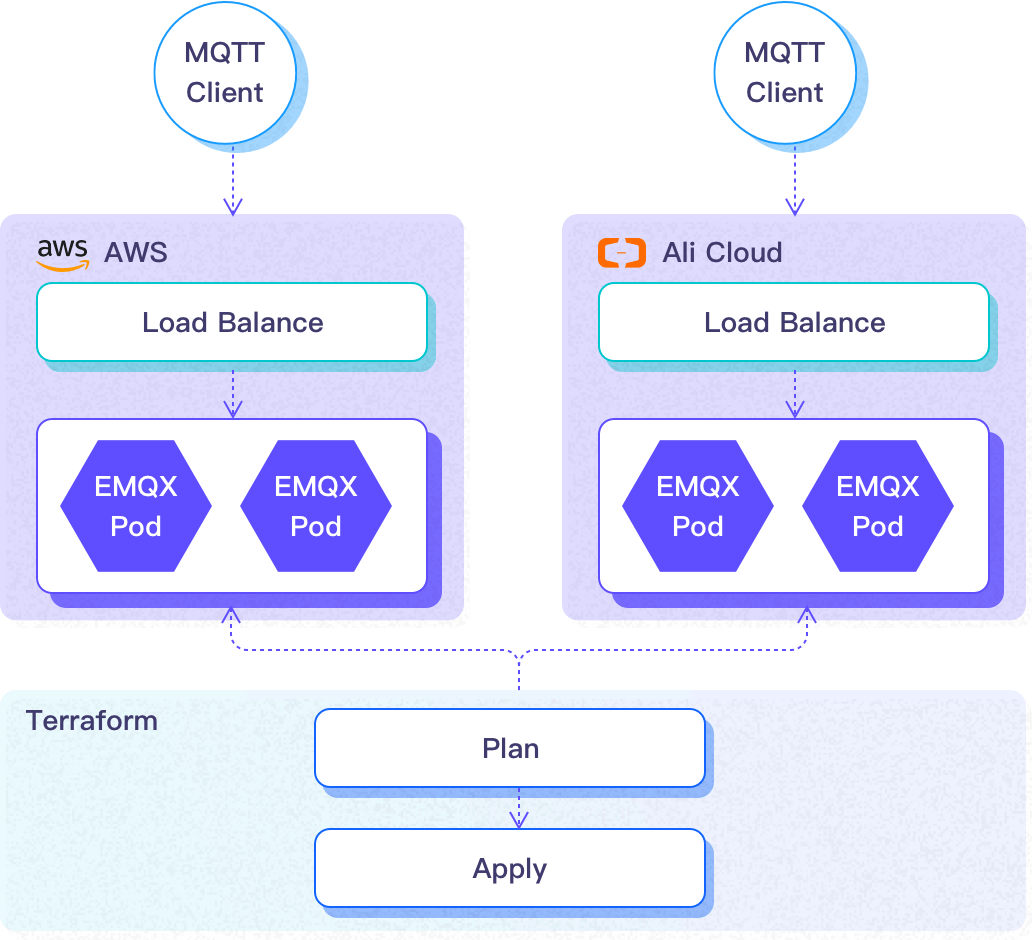 MQTT
Client
MQTT
Client
aws AWS
Ali Cloud
Load Balance
Load Balance
EMQX
Pod
EMQX
Pod
EMQX
Pod
EMQX
Pod
Terraform
Plan
Apply